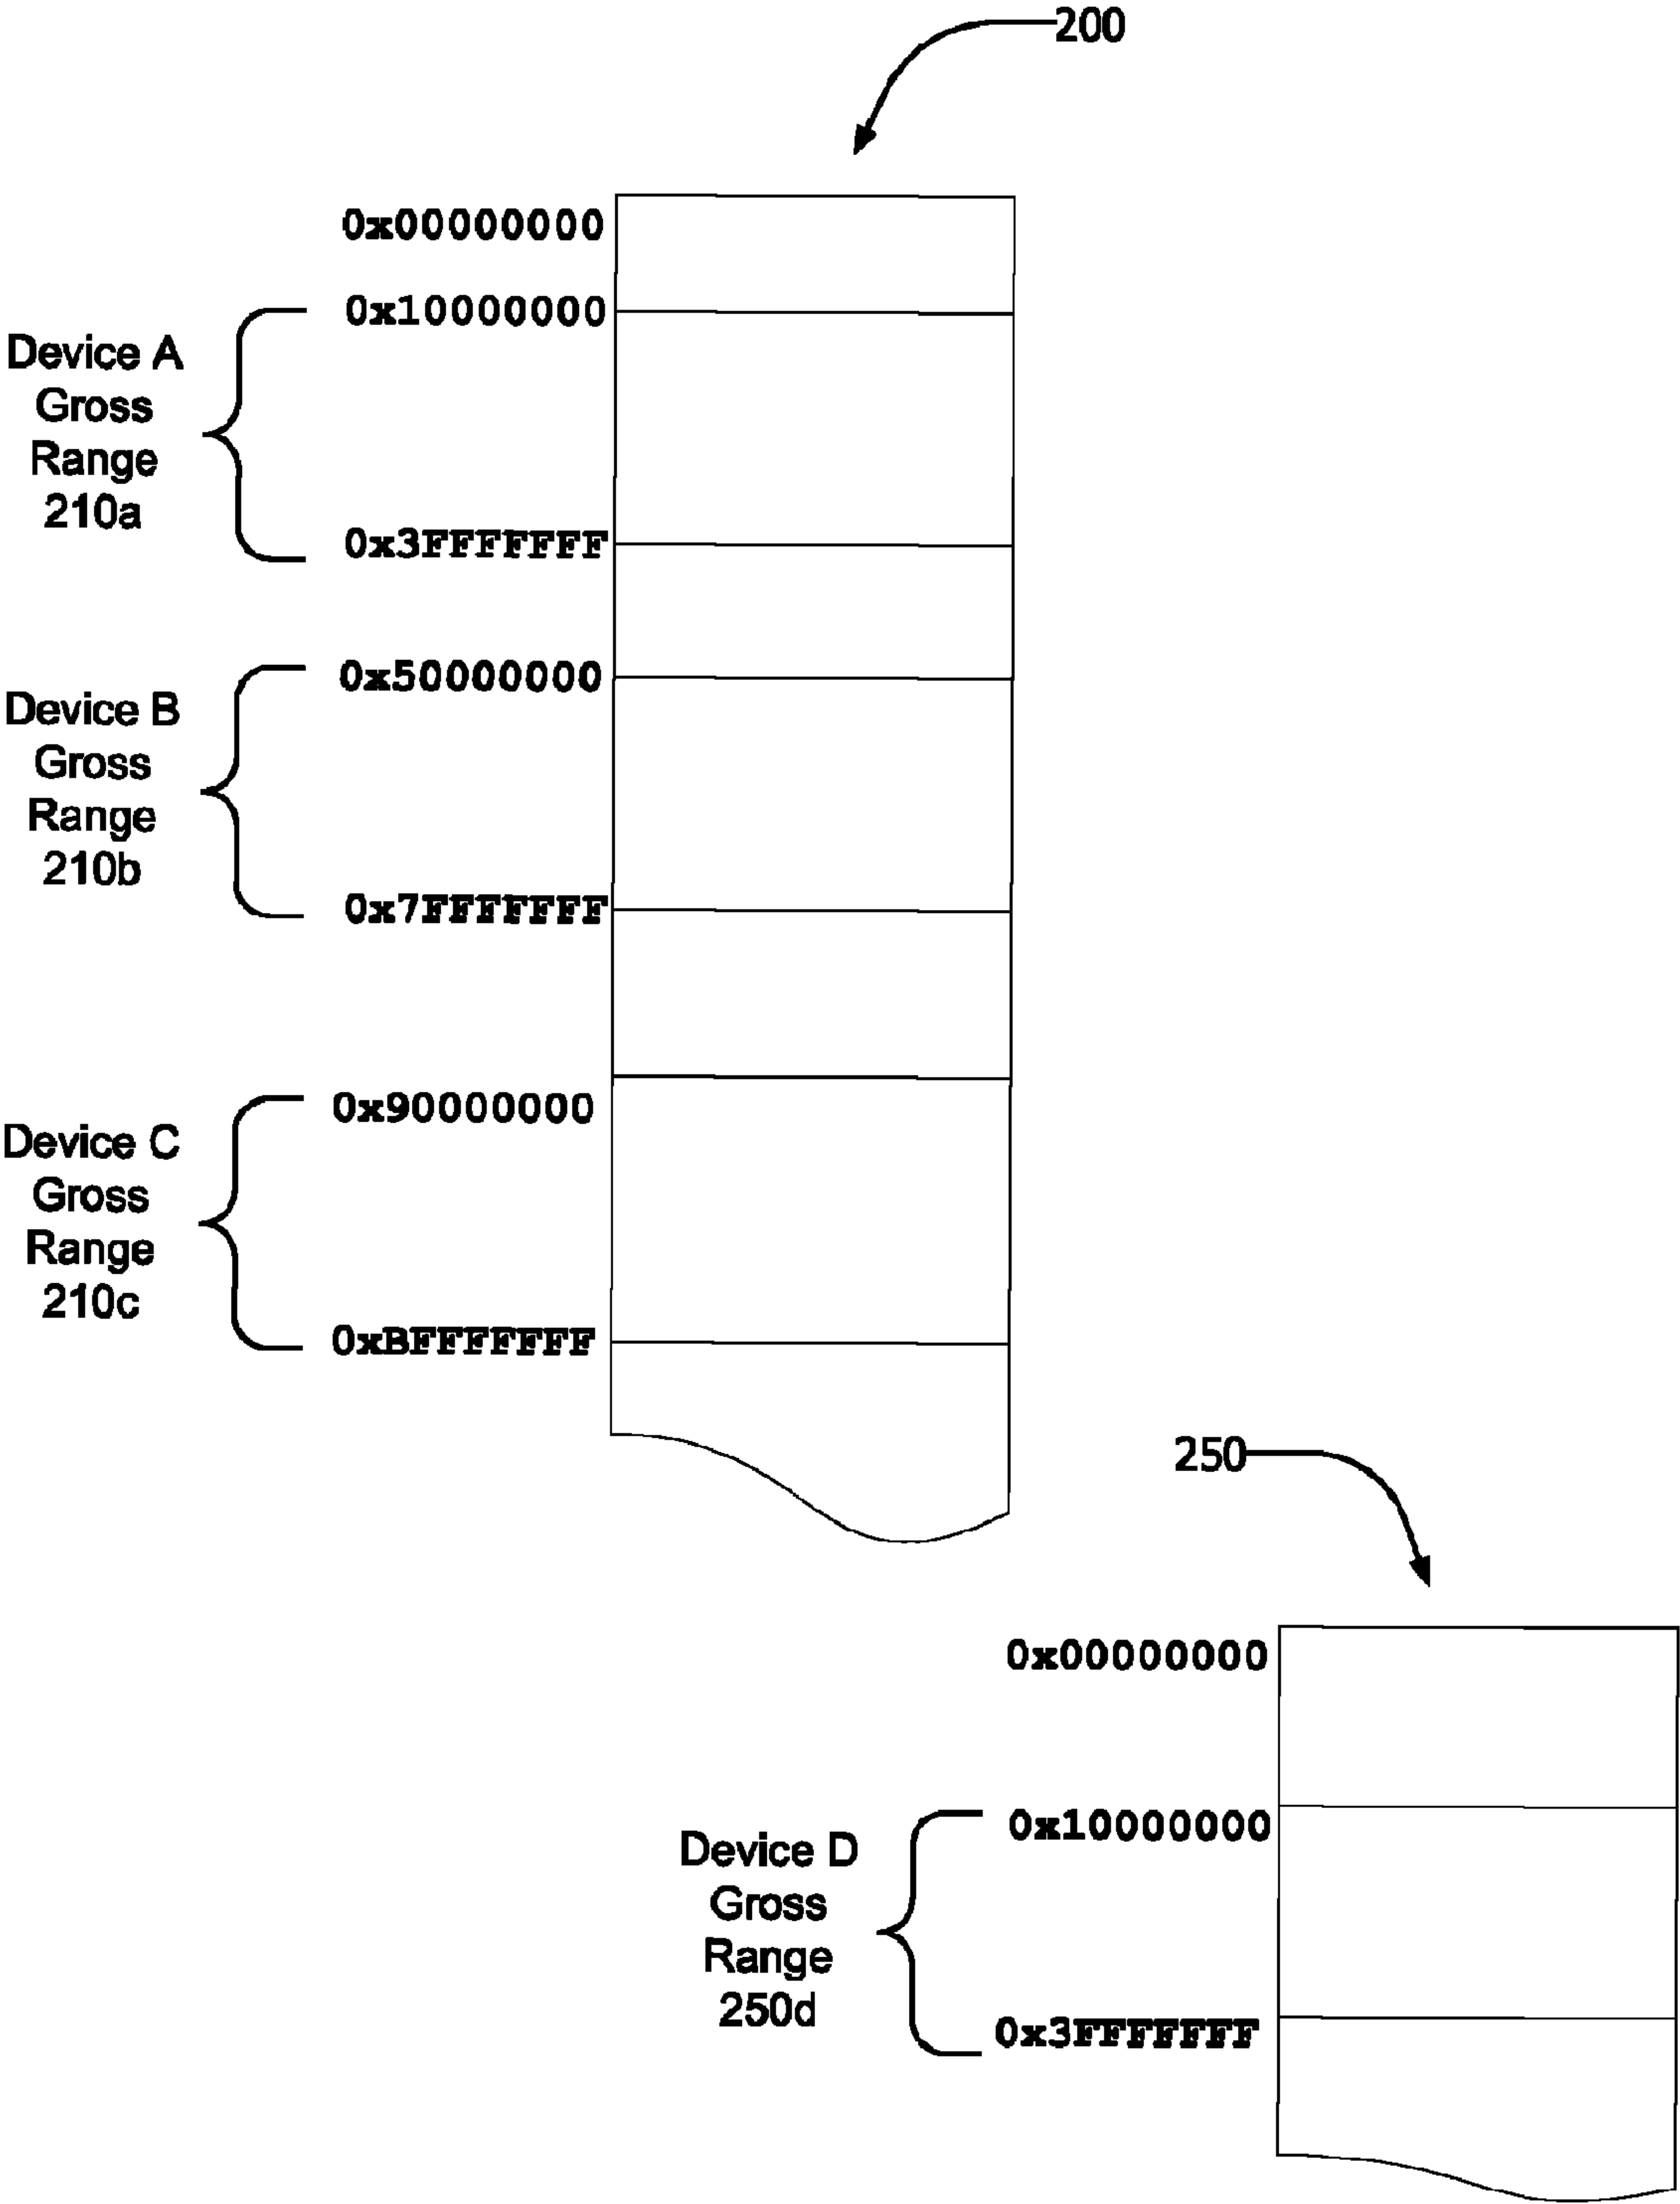 200
0x00000000
0x10000000
Device A
Gross
Range
210a
0x3FFFFFFF
0x50000000
Device B
Gross
Range
210b
0x7FFFFFFF
0x90000000
Device C
Gross
Range
210c
0xBFFFFFFF
250
0x00000000
0x10000000
Device D
Gross
Range
250d
0x3FFFFFFF